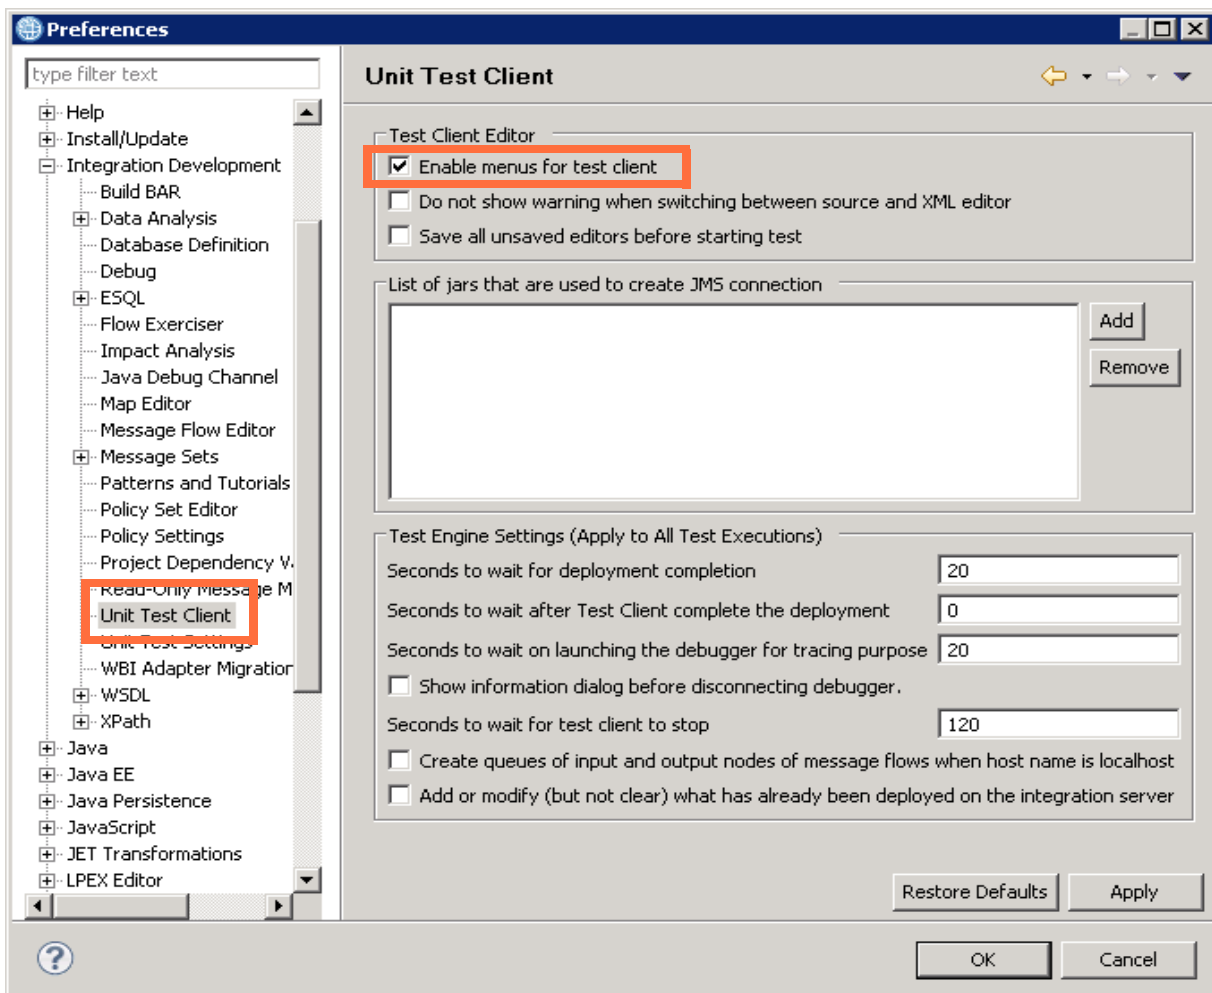 Preferences
type filter text
Help
Install/Update
Integration Development
Build BAR
Data Analysis
Database Definition
Debug
ESQL
Flow Exerciser
Impact Analysis
Java Debug Channel
Map Editor
Message Flow Editor
Message Sets
Patterns and Tutorials
Policy Set Editor
Policy Settings
Project Dependency V
Read-Only Message M
Unit Test Client
Unit Test Settings
WBI Adapter Migration
WSDL
XPath
Java
Java EE
Java Persistence
JavaScript
JET Transformations
LPEX Editor
Unit Test Client
Test Client Editor
Enable menus for test client
Do not show warning when switching between source and XML editor
Save all unsaved editors before starting test
List of jars that are used to create JMS connection
Add
Remove
Test Engine Settings (Apply to All Test Executions)
Seconds to wait for deployment completion 20
Seconds to wait after Test Client complete the deployment 0
Seconds to wait on launching the debugger for tracing purpose 20
Show information dialog before disconnecting debugger.
Seconds to wait for test client to stop 120
Create queues of input and output nodes of message flows when host name is localhost
Add or modify (but not clear) what has already been deployed on the integration server
Restore Defaults Apply
? OK Cancel